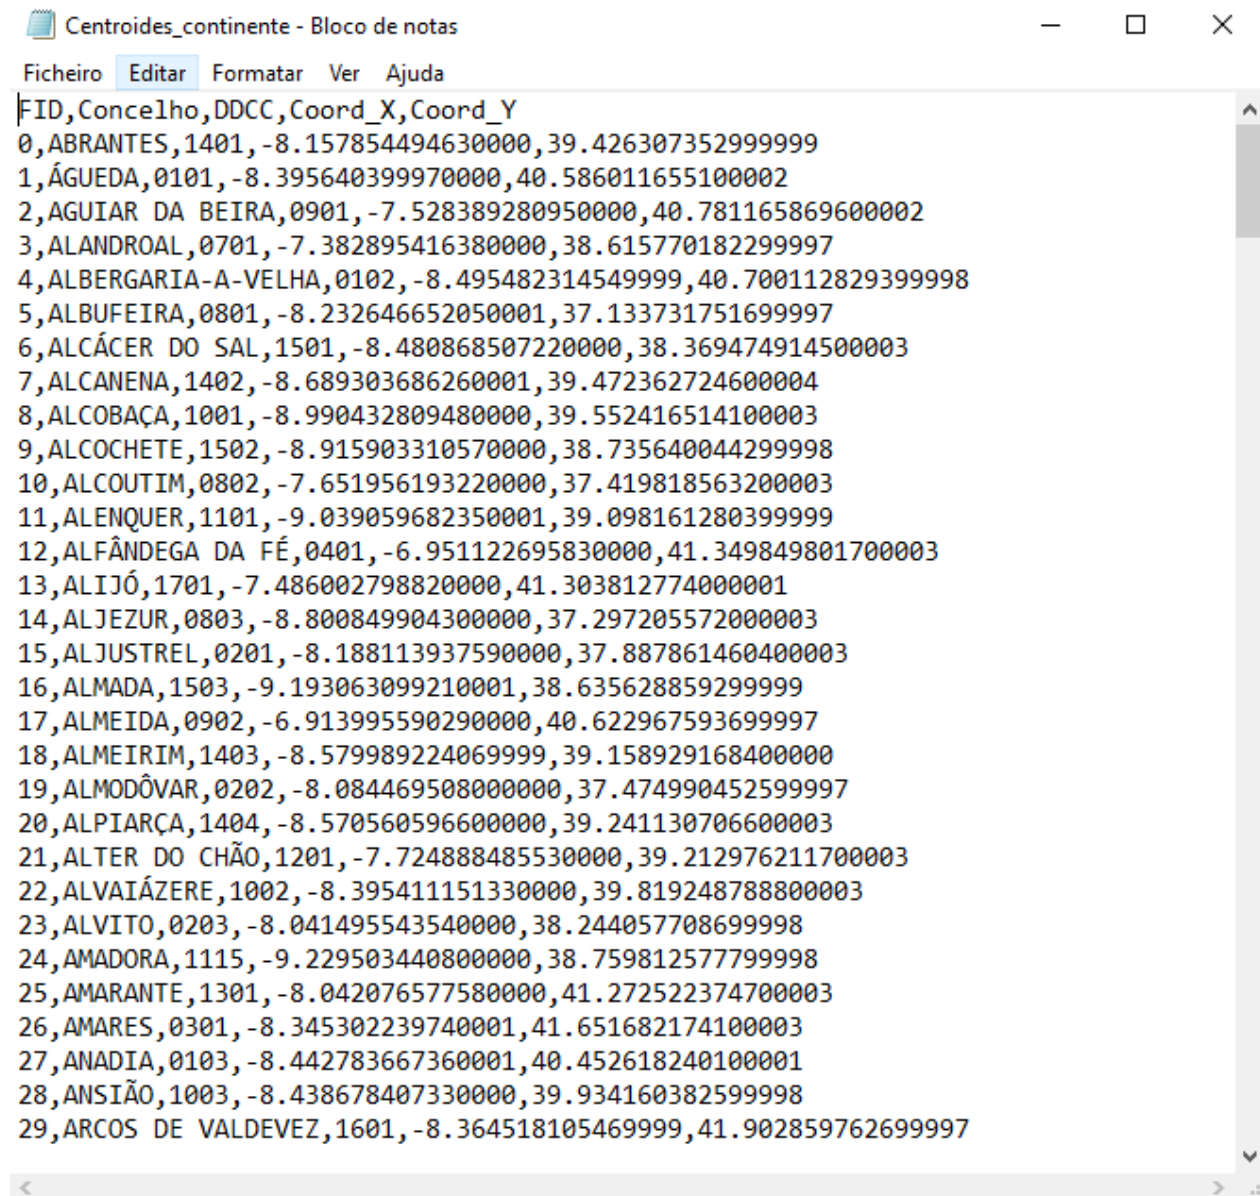 Centroides_continente - Bloco de notas
Ficheiro Editar Formatar Ver Ajuda
FID,Concelho,DDCC,Coord_X,Coord_Y
0,ABRANTES,1401,-8.157854494630000,39.426307352999999
1,ÁGUEDA,0101,-8.395640399970000,40.586011655100002
2,AGUIAR DA BEIRA,0901,-7.528389280950000,40.781165869600002
3,ALANDROAL,0701,-7.382895416380000,38.615770182299997
4,ALBERGARIA-A-VELHA,0102,-8.495482314549999,40.700112829399998
5,ALBUFEIRA,0801,-8.232646652050001,37.133731751699997
6,ALCÁCER DO SAL,1501,-8.480868507220000,38.369474914500003
7,ALCANENA,1402,-8.689303686260001,39.472362724600004
8,ALCOBAÇA,1001,-8.990432809480000,39.552416514100003
9,ALCOCHETE,1502,-8.915903310570000,38.735640044299998
10,ALCOUTIM,0802,-7.651956193220000,37.419818563200003
11,ALENQUER,1101,-9.039059682350001,39.098161280399999
12,ALFÂNDEGA DA FÉ,0401,-6.951122695830000,41.349849801700003
13,ALIJÓ,1701,-7.486002798820000,41.303812774000001
14,ALJEZUR,0803,-8.800849904300000,37.297205572000003
15,ALJUSTREL,0201,-8.188113937590000,37.887861460400003
16,ALMADA,1503,-9.193063099210001,38.635628859299999
17,ALMEIDA,0902,-6.913995590290000,40.622967593699997
18,ALMEIRIM,1403,-8.579989224069999,39.158929168400000
19,ALMODÔVAR,0202,-8.084469508000000,37.474990452599997
20,ALPIARÇA,1404,-8.570560596600000,39.241130706600003
21,ALTER DO CHÃO,1201,-7.724888485530000,39.212976211700003
22,ALVAIÁZERE,1002,-8.395411151330000,39.819248788800003
23,ALVITO,0203,-8.041495543540000,38.244057708699998
24,AMADORA,1115,-9.229503440800000,38.759812577799998
25,AMARANTE,1301,-8.042076577580000,41.272522374700003
26,AMARES,0301,-8.345302239740001,41.651682174100003
27,ANADIA,0103,-8.442783667360001,40.452618240100001
28,ANSIÃO,1003,-8.438678407330000,39.934160382599998
29,ARCOS DE VALDEVEZ,1601,-8.364518105469999,41.902859762699997